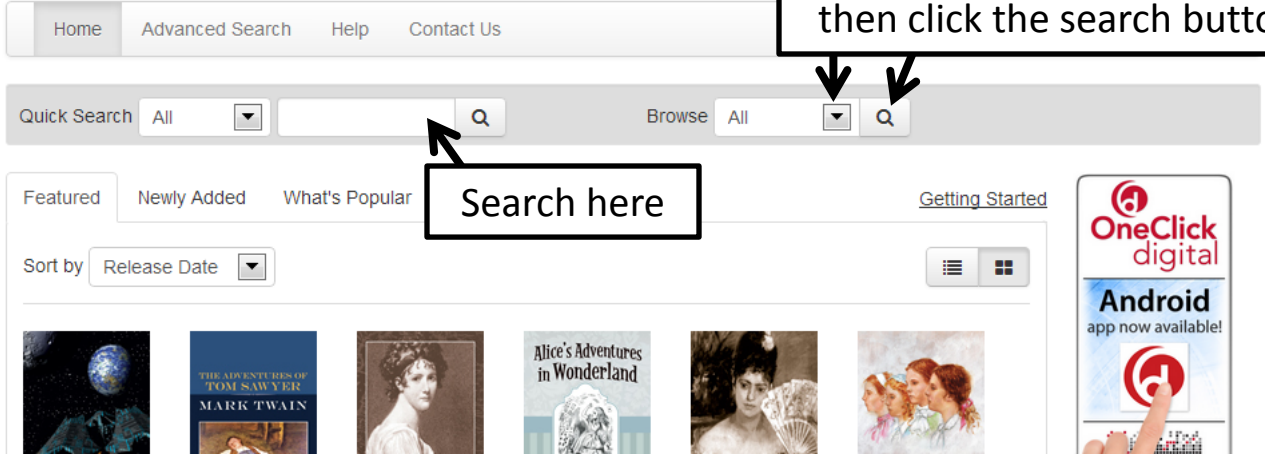 then click the search butto
Home Advanced Search Help Contact Us
Quick Search All Browse All
Search here
Featured Newly Added What's Popular Getting Started
Sort by Release Date
OneClick
digital
Android
app now available!
THE ADVENTURES OF
TOM SAWYER
MARK TWAIN
Alice's Adventures
in Wonderland